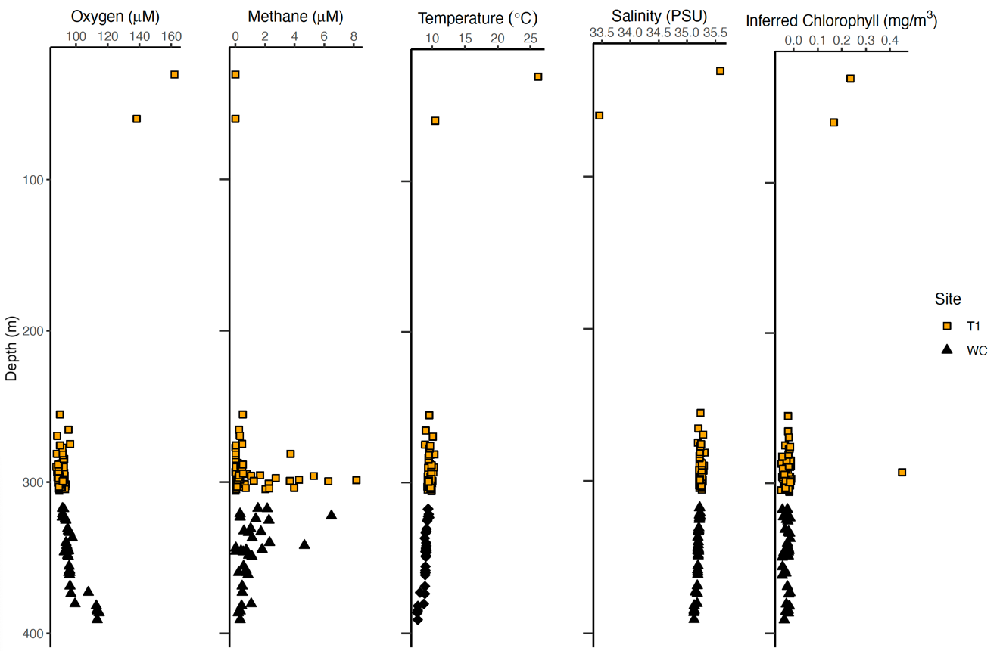 Oxygen (μM)
100 120 140 160
Methane (μM)
0 2 4 6 8
Temperature (°C)
10 15 20 25
Salinity (PSU)
33.5 34.0 34.5 35.0 35.5
Inferred Chlorophyll (mg/m³)
0.0 0.1 0.2 0.3 0.4
Depth (m)
100
200
300
400
Site
T1
WC